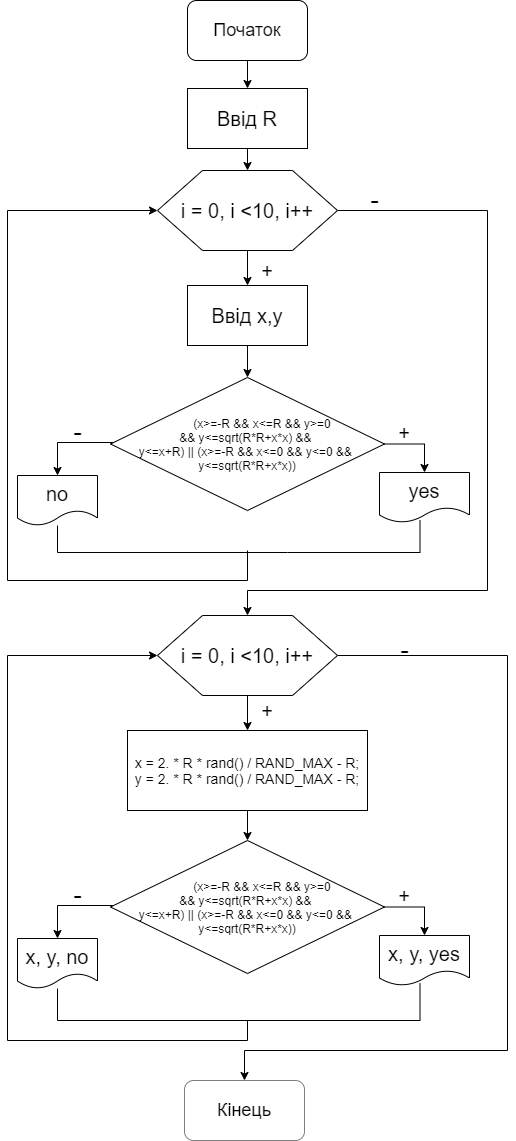 Початок
Ввід R
i = 0, i <10, i++
-
+
Ввід x,y
(x>=-R && x<=R && y>=0
&& y<=sqrt(R*R+x*x) &&
y<=x+R) || (x>=-R && x<=0 && y<=0 &&
y<=sqrt(R*R+x*x))
-
+
no
yes
i = 0, i <10, i++
-
+
x = 2. * R * rand() / RAND_MAX - R;
y = 2. * R * rand() / RAND_MAX - R;
(x>=-R && x<=R && y>=0
&& y<=sqrt(R*R+x*x) &&
y<=x+R) || (x>=-R && x<=0 && y<=0 &&
y<=sqrt(R*R+x*x))
-
+
x, y, no
x, y, yes
Кінець